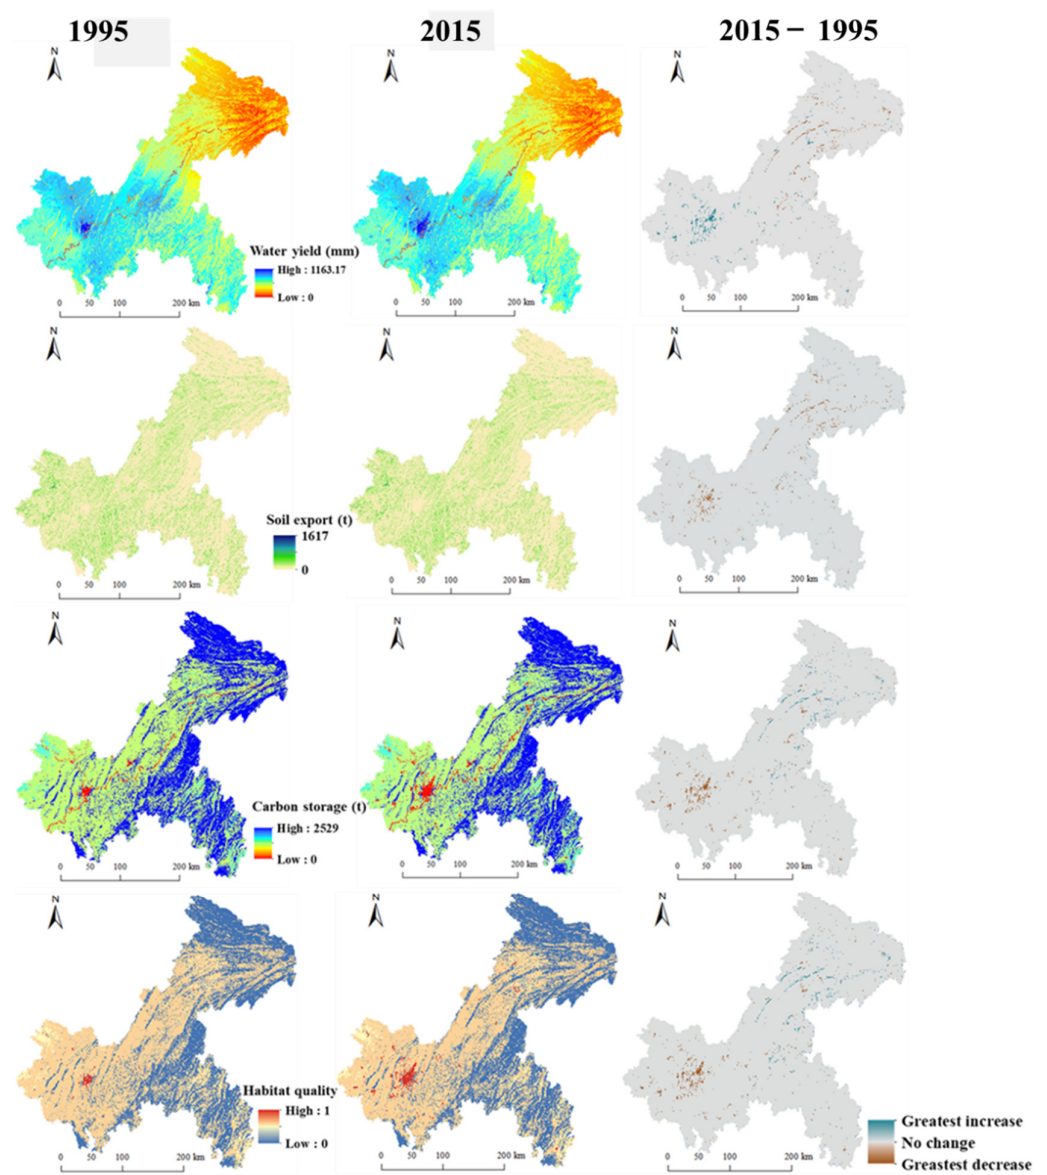 1995 2015 2015 – 1995
N N N
Water yield (mm)
High : 1163.17
Low : 0
0 50 100 200 km
0 50 100 200 km
0 50 100 200 km
N N N
Soil export (t)
1617
0
0 50 100 200 km
0 50 100 200 km
0 50 100 200 km
N N N
Carbon storage (t)
High : 2529
Low : 0
0 50 100 200 km
0 50 100 200 km
0 50 100 200 km
N N N
Habitat quality
High : 1
Low : 0
0 50 100 200 km
0 50 100 200 km
0 50 100 200 km
Greatest increase
No change
Greastest decrease